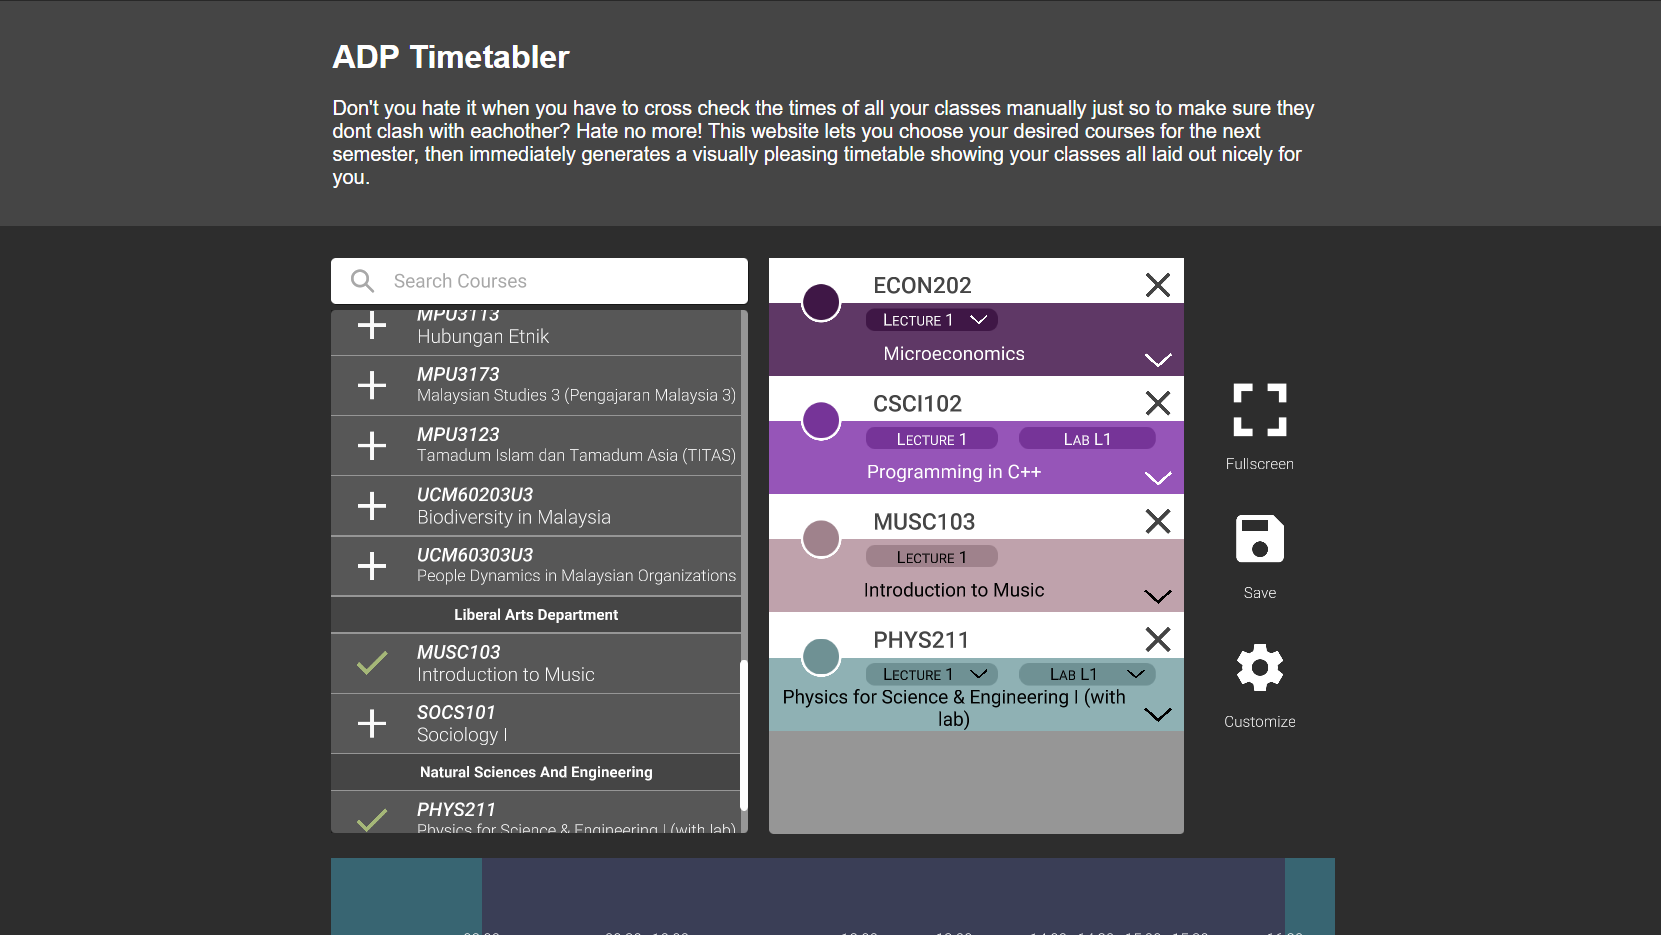 ADP Timetabler
Don't you hate it when you have to cross check the times of all your classes manually just so to make sure they
dont clash with eachother? Hate no more! This website lets you choose your desired courses for the next
semester, then immediately generates a visually pleasing timetable showing your classes all laid out nicely for
you.
Search Courses
MPU3113
Hubungan Etnik
MPU3173
Malaysian Studies 3 (Pengajaran Malaysia 3)
MPU3123
Tamadum Islam dan Tamadum Asia (TITAS)
UCM60203U3
Biodiversity in Malaysia
UCM60303U3
People Dynamics in Malaysian Organizations
Liberal Arts Department
MUSC103
Introduction to Music
SOCS101
Sociology I
Natural Sciences And Engineering
PHYS211
Physics for Science & Engineering I (with lab)
ECON202
LECTURE 1
Microeconomics
CSCI102
LECTURE 1 LAB L1
Programming in C++
MUSC103
LECTURE 1
Introduction to Music
PHYS211
LECTURE 1 LAB L1
Physics for Science & Engineering I (with
lab)
Fullscreen
Save
Customize